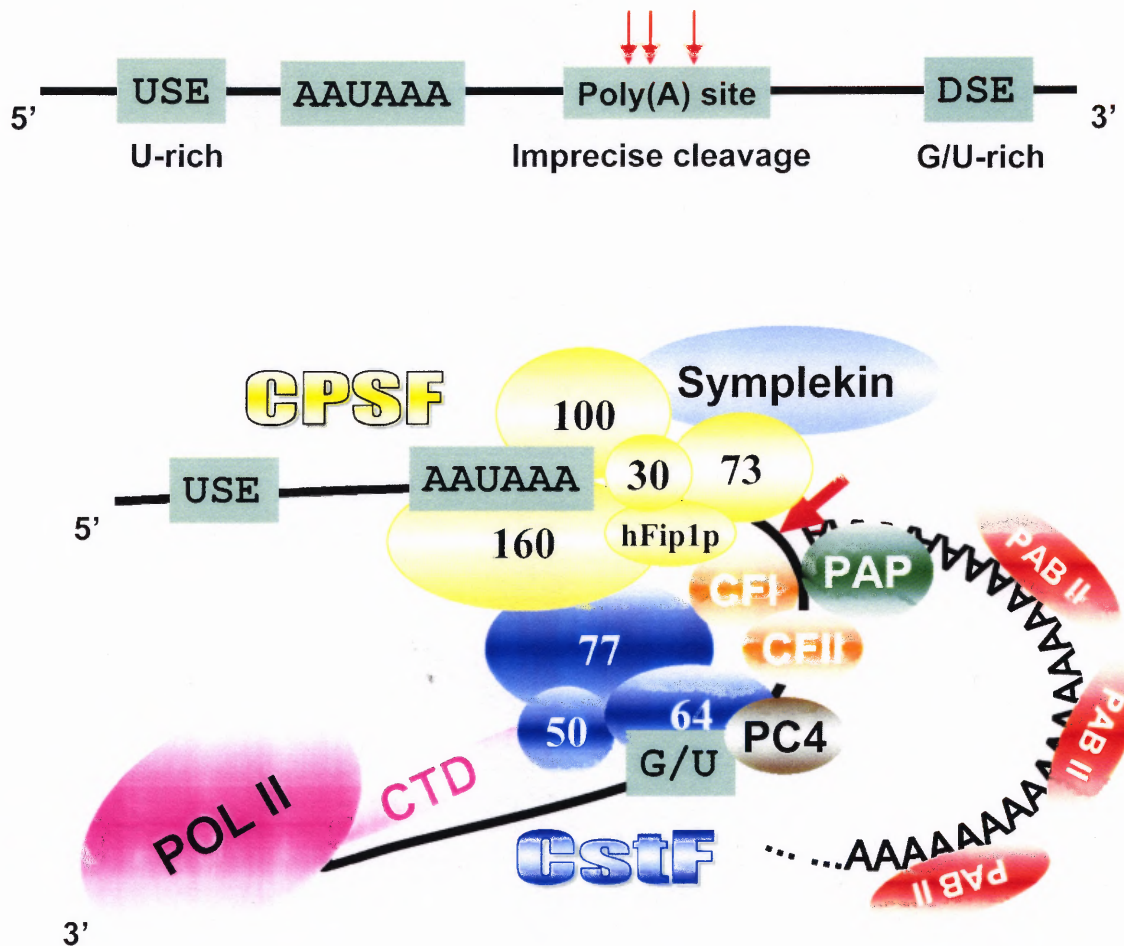 5’ USE AAUAAA Poly(A) site DSE 3’
U-rich Imprecise cleavage G/U-rich
CPSF
Symplekin
100
30
73
AAUAAA
USE
5’
160
hFip1p
PAP
PAB II
CFI
CFII
77
50
64
PC4
G/U
PAB II
POL II
CTD
CstF
... ...AAAAAAAA
PAB II
3’